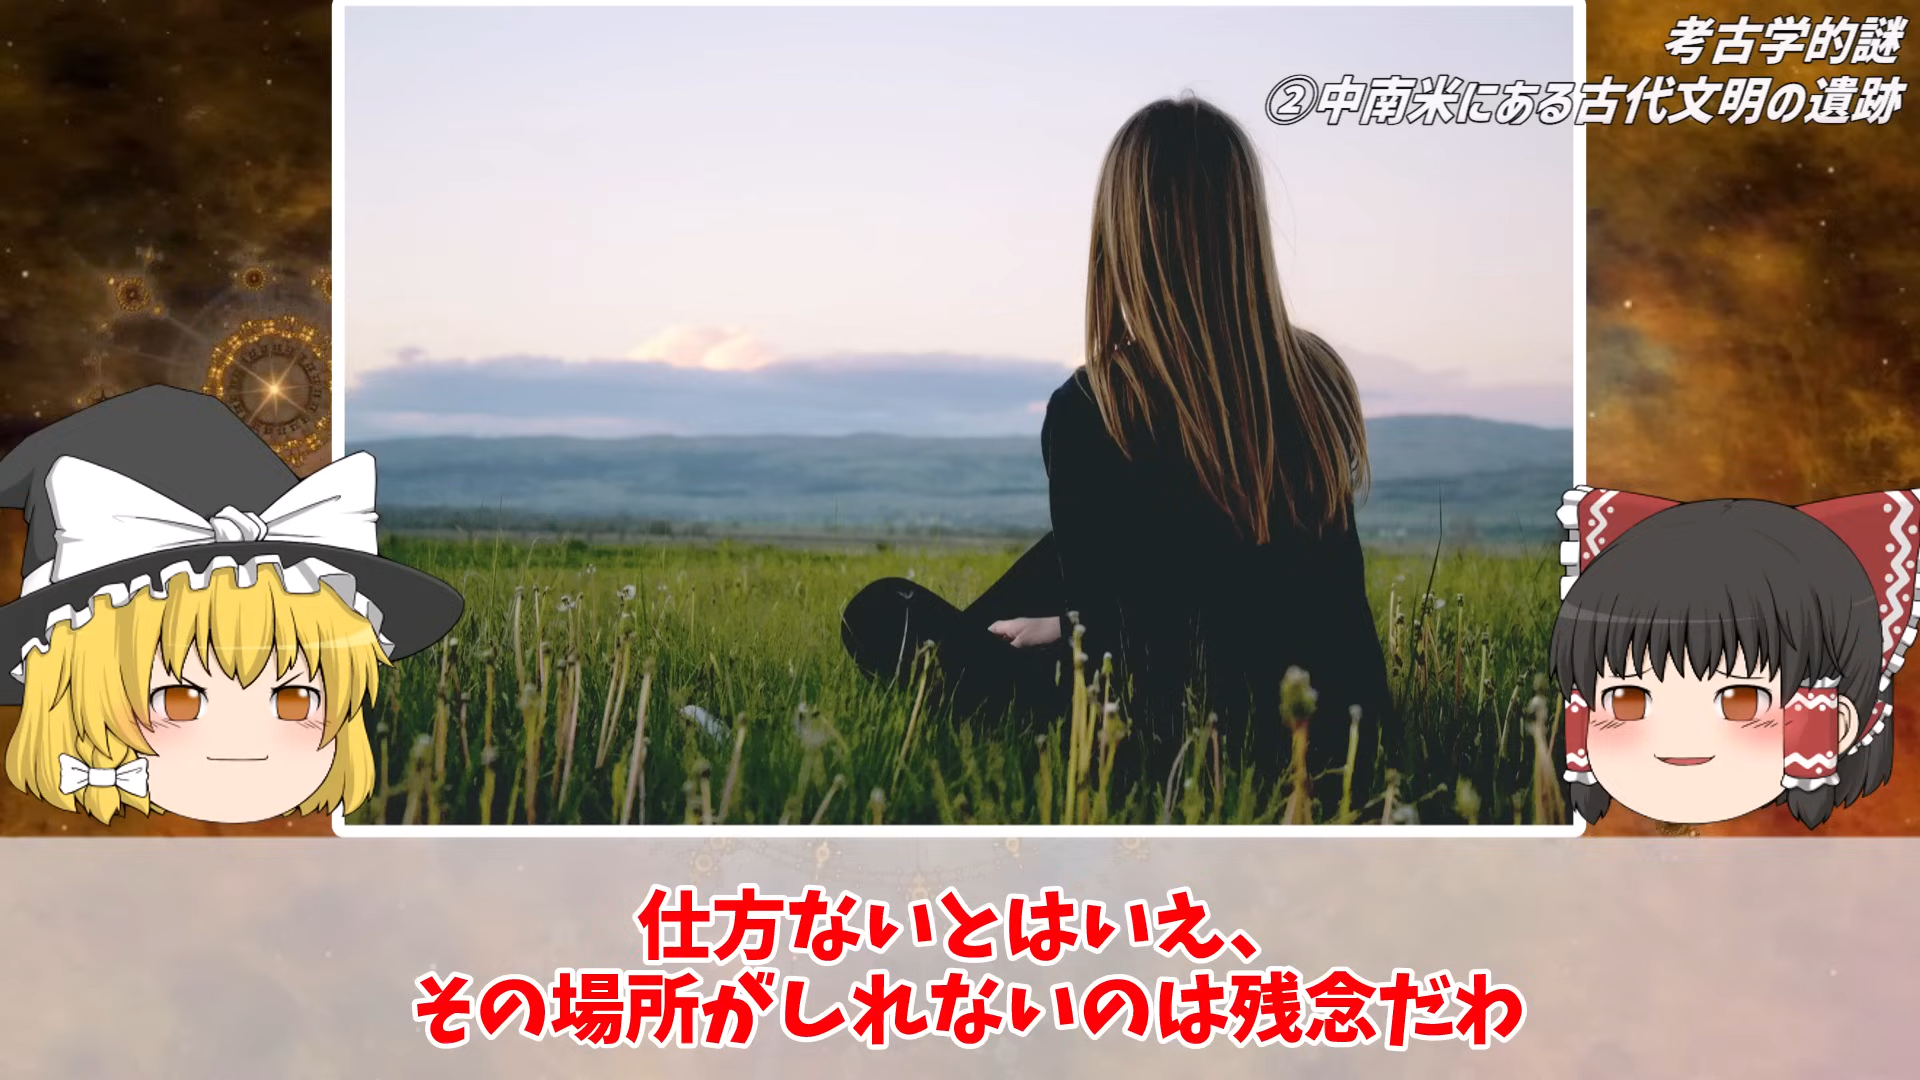 考古学的謎
②中南米にある古代文明の遺跡
仕方ないとはいえ、
その場所がしれないのは残念だわ